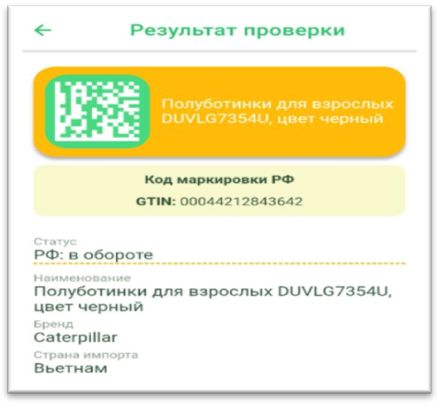 Результат проверки
Полуботинки для взрослых
DUVLG7354U, цвет черный
Код маркировки РФ
GTIN: 00044212843642
Статус
РФ: в обороте
Наименование
Полуботинки для взрослых DUVLG7354U,
цвет черный
Бренд
Caterpillar
Страна импорта
Вьетнам